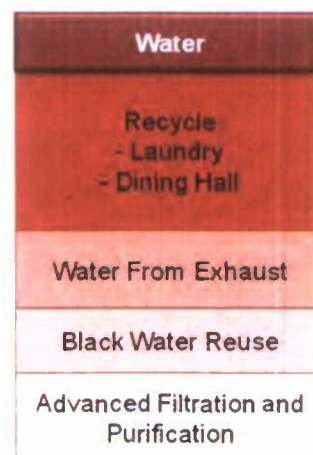 Water
Recycle
- Laundry
- Dining Hall
Water From Exhaust
Black Water Reuse
Advanced Filtration and
Purification